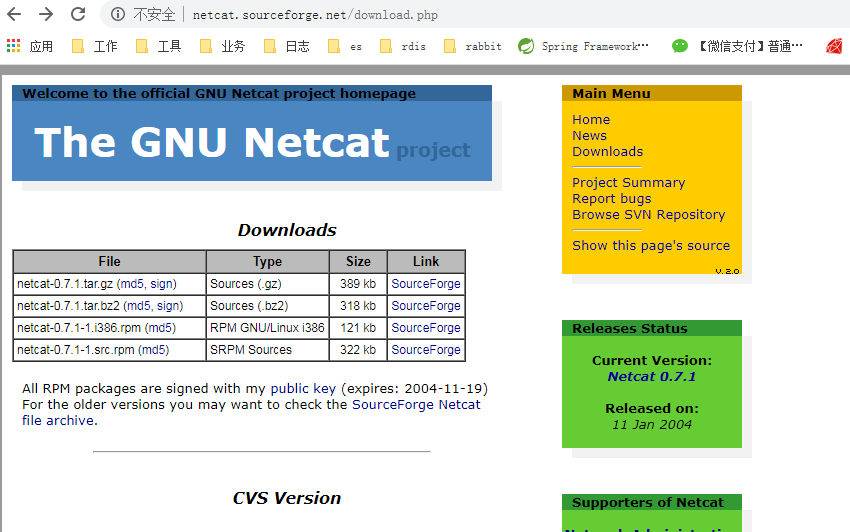 不安全 | netcat.sourceforge.net/download.php
应用 工作 工具 业务 日志 es rdis rabbit Spring Framework… 【微信支付】普通…
Welcome to the official GNU Netcat project homepage
The GNU Netcat project
Downloads
File Type Size Link
netcat-0.7.1.tar.gz (md5, sign) Sources (.gz) 389 kb SourceForge
netcat-0.7.1.tar.bz2 (md5, sign) Sources (.bz2) 318 kb SourceForge
netcat-0.7.1-1.i386.rpm (md5) RPM GNU/Linux i386 121 kb SourceForge
netcat-0.7.1-1.src.rpm (md5) SRPM Sources 322 kb SourceForge
All RPM packages are signed with my public key (expires: 2004-11-19)
For the older versions you may want to check the SourceForge Netcat
file archive.
CVS Version
Main Menu
Home
News
Downloads
Project Summary
Report bugs
Browse SVN Repository
Show this page's source
V. 2.0
Releases Status
Current Version:
Netcat 0.7.1
Released on:
11 Jan 2004
Supporters of Netcat